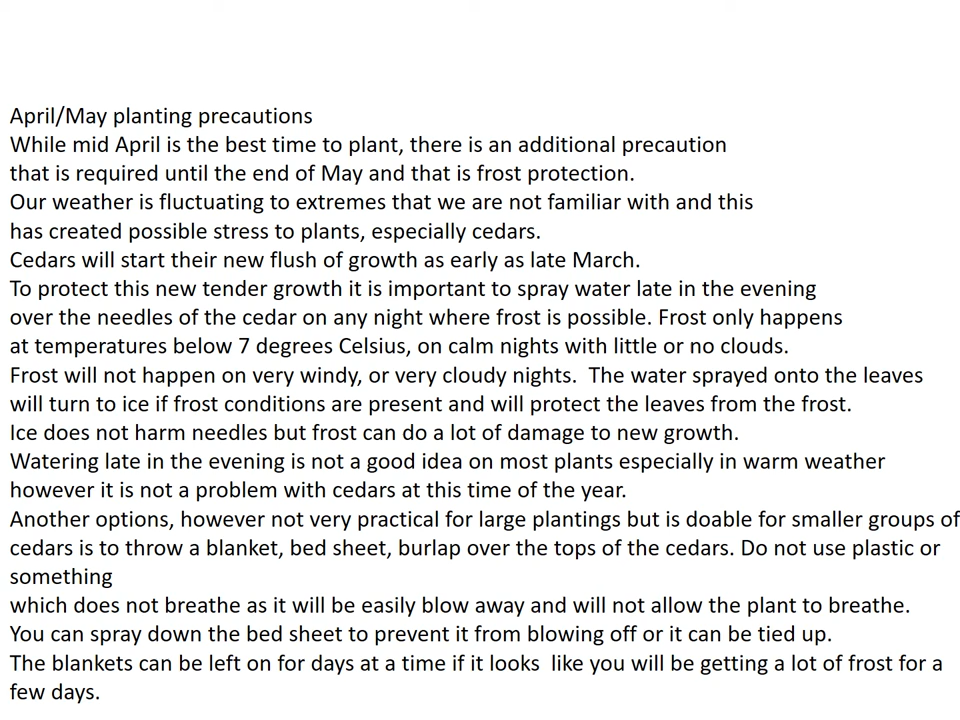 April/May planting precautions
While mid April is the best time to plant, there is an additional precaution
that is required until the end of May and that is frost protection.
Our weather is fluctuating to extremes that we are not familiar with and this
has created possible stress to plants, especially cedars.
Cedars will start their new flush of growth as early as late March.
To protect this new tender growth it is important to spray water late in the evening
over the needles of the cedar on any night where frost is possible. Frost only happens
at temperatures below 7 degrees Celsius, on calm nights with little or no clouds.
Frost will not happen on very windy, or very cloudy nights.  The water sprayed onto the leaves
will turn to ice if frost conditions are present and will protect the leaves from the frost.
Ice does not harm needles but frost can do a lot of damage to new growth.
Watering late in the evening is not a good idea on most plants especially in warm weather
however it is not a problem with cedars at this time of the year.
Another options, however not very practical for large plantings but is doable for smaller groups of
cedars is to throw a blanket, bed sheet, burlap over the tops of the cedars. Do not use plastic or
something
which does not breathe as it will be easily blow away and will not allow the plant to breathe.
You can spray down the bed sheet to prevent it from blowing off or it can be tied up.
The blankets can be left on for days at a time if it looks  like you will be getting a lot of frost for a
few days.